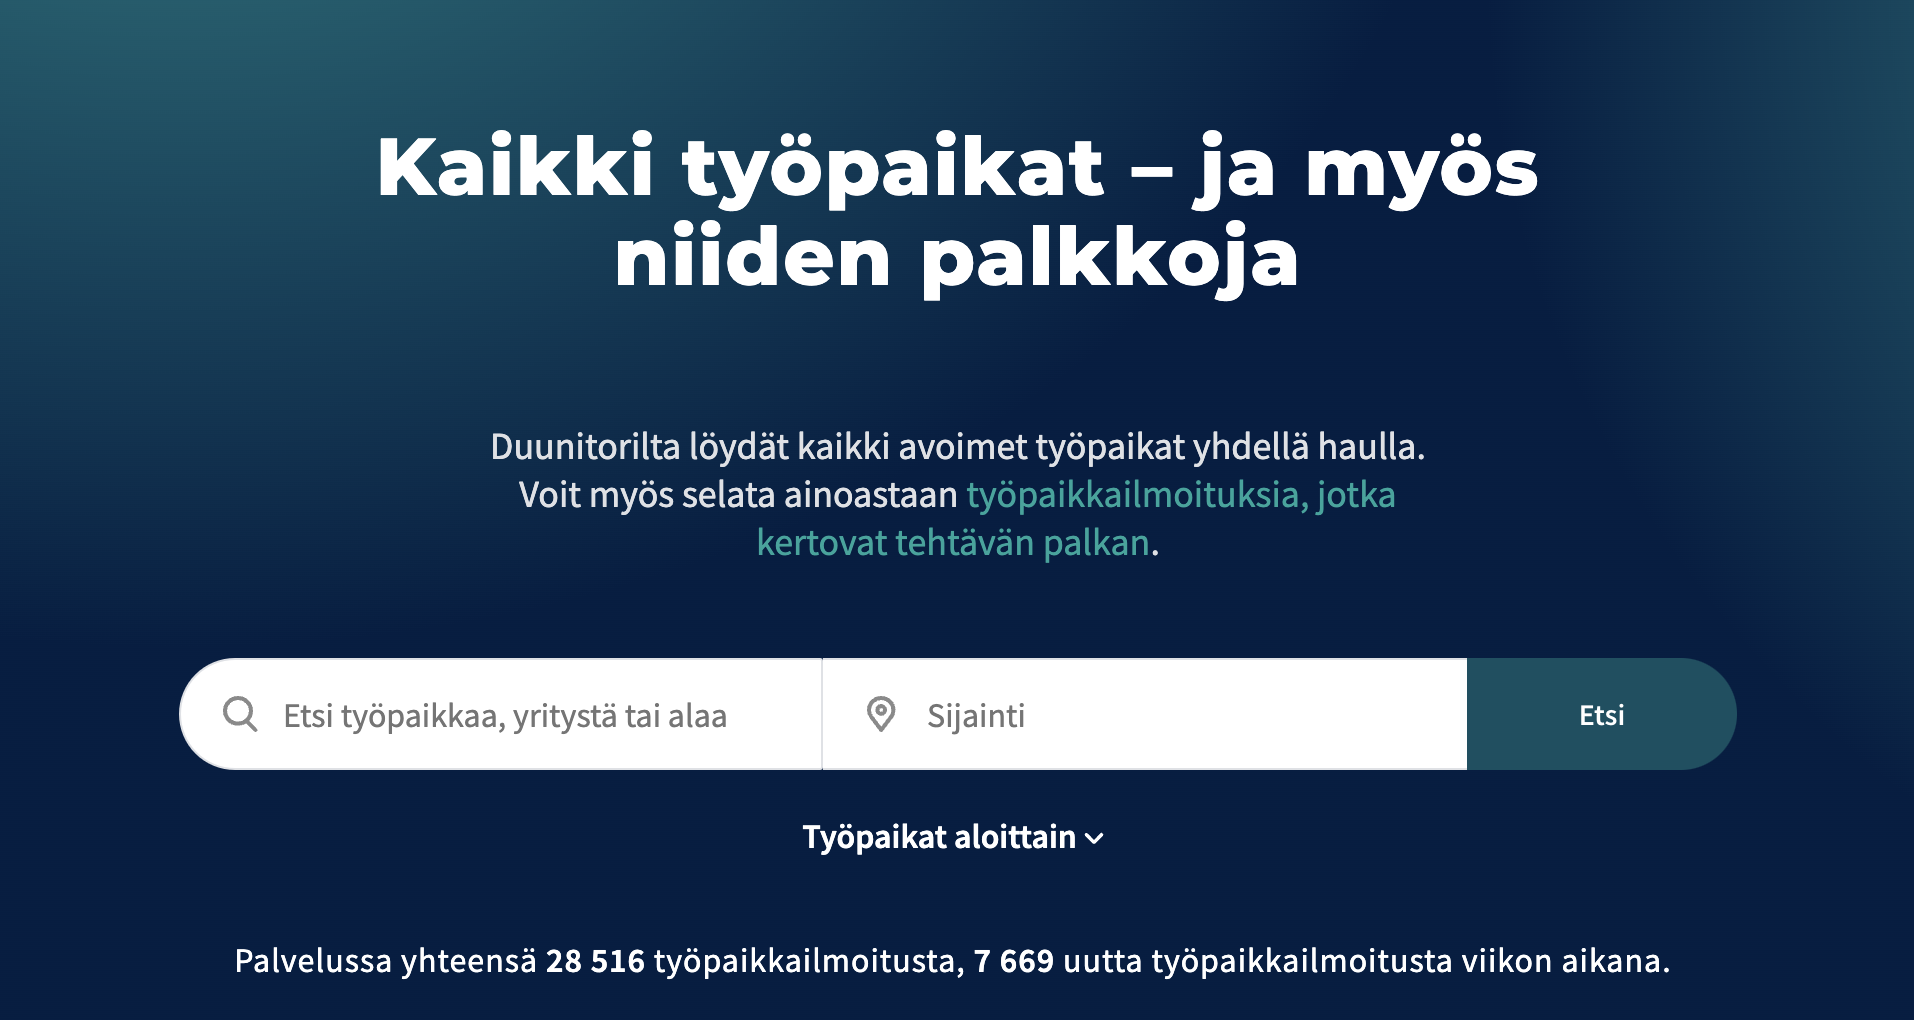 Kaikki työpaikat – ja myös
niiden palkkoja
Duunitorilta löydät kaikki avoimet työpaikat yhdellä haulla.
Voit myös selata ainoastaan työpaikkailmoituksia, jotka
kertovat tehtävän palkan.
Etsi työpaikkaa, yritystä tai alaa
Sijainti
Etsi
Työpaikat aloittain
Palvelussa yhteensä 28 516 työpaikkailmoitusta, 7 669 uutta työpaikkailmoitusta viikon aikana.